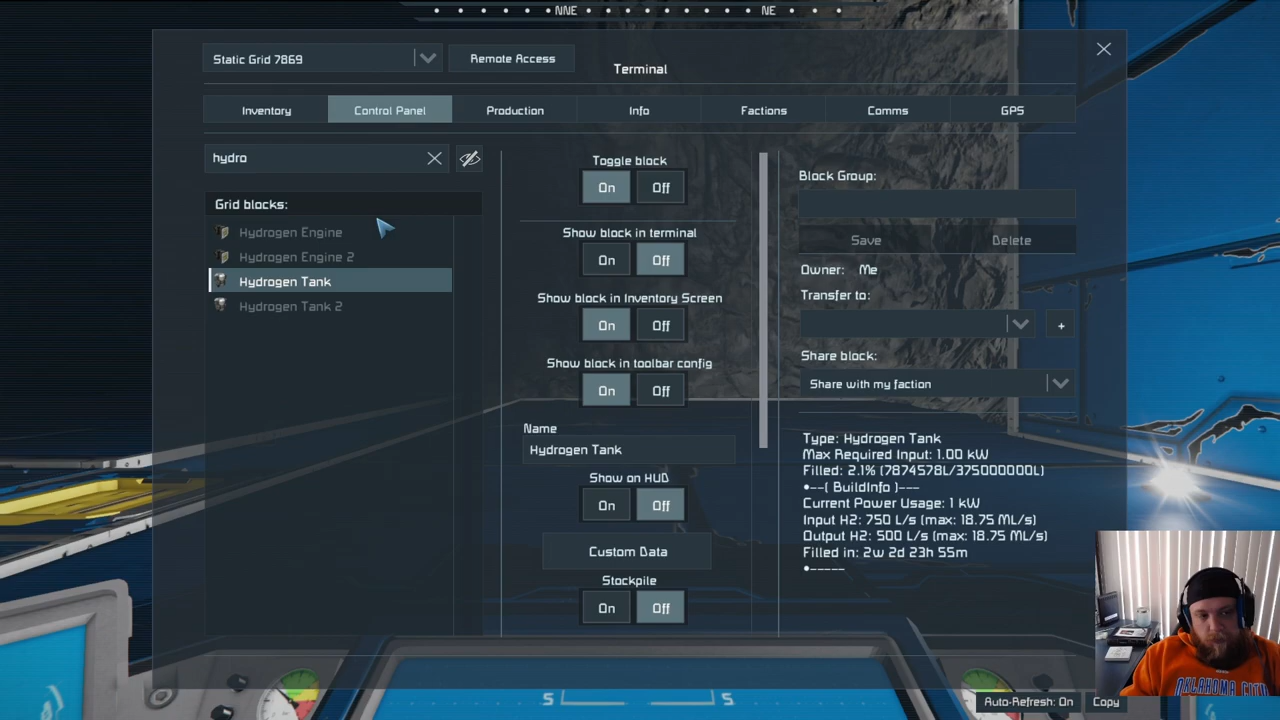 NNE NE
Static Grid 7869
Remote Access
Terminal
Inventory
Control Panel
Production
Info
Factions
Comms
GPS
hydro
Grid blocks:
Hydrogen Engine
Hydrogen Engine 2
Hydrogen Tank
Hydrogen Tank 2
Toggle block
On Off
Show block in terminal
On Off
Show block in Inventory Screen
On Off
Show block in toolbar config
On Off
Name
Hydrogen Tank
Show on HUD
On Off
Custom Data
Stockpile
On Off
Block Group:
Save
Delete
Owner: Me
Transfer to:
+
Share block:
Share with my faction
Type: Hydrogen Tank
Max Required Input: 1.00 kW
Filled: 2.1% (7874578L/375000000L)
•--( BuildInfo )---
Current Power Usage: 1 kW
Input H2: 750 L/s (max: 18.75 ML/s)
Output H2: 500 L/s (max: 18.75 ML/s)
Filled in: 2w 2d 23h 55m
•-----
S S
Auto-Refresh: On
Copy
OKLAHOMA CITY